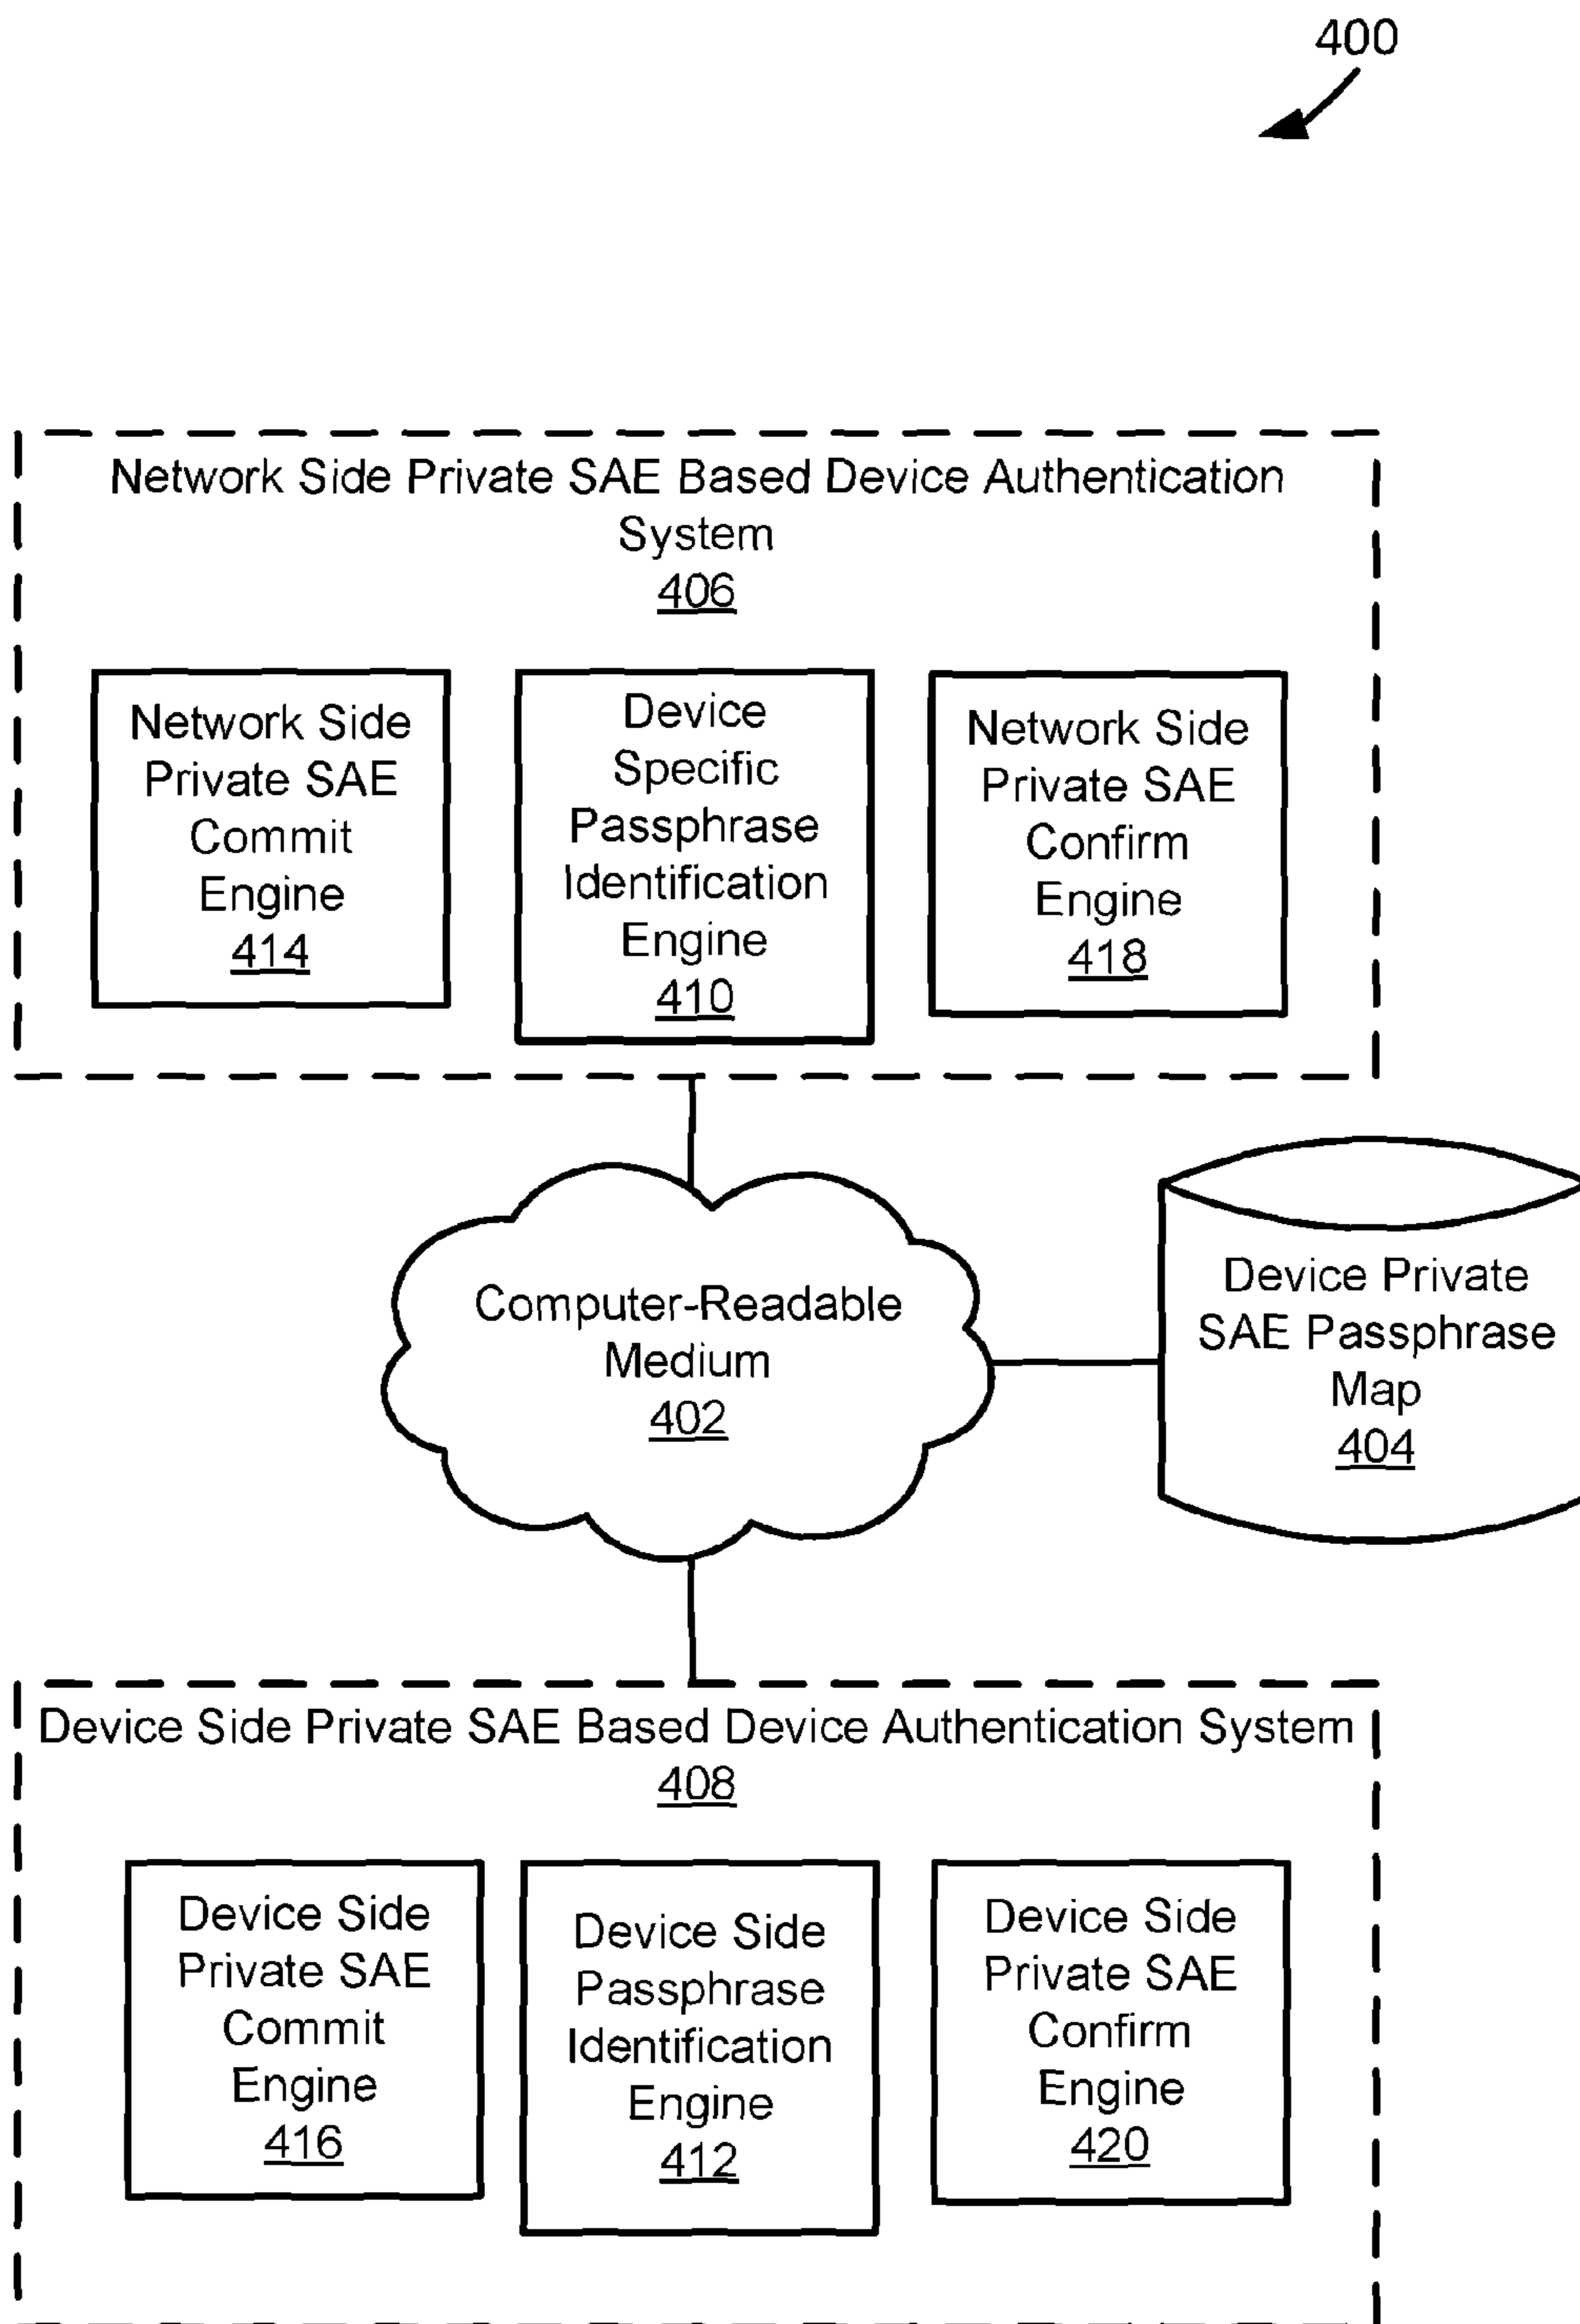 400
Network Side Private SAE Based Device Authentication
System
406
Network Side
Private SAE
Commit
Engine
414
Device
Specific
Passphrase
Identification
Engine
410
Network Side
Private SAE
Confirm
Engine
418
Computer-Readable
Medium
402
Device Private
SAE Passphrase
Map
404
Device Side Private SAE Based Device Authentication System
408
Device Side
Private SAE
Commit
Engine
416
Device Side
Passphrase
Identification
Engine
412
Device Side
Private SAE
Confirm
Engine
420